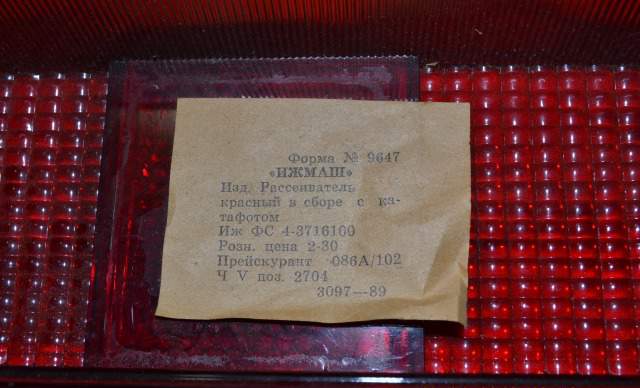 Форма № 9647
«ИЖМАШ»
Изд. Рассеиватель
красный в сборе с ка-
тафотом
Иж ФС 4-3716160
Розн. цена 2-30
Прейскурант 086А/102
Ч V поз. 2704
3097—89